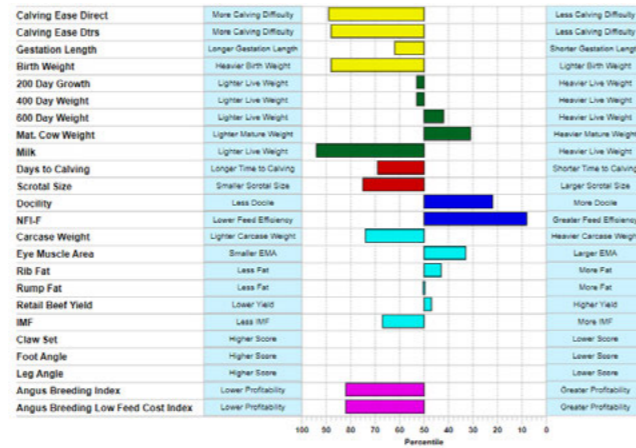 Calving Ease Direct More Calving Difficulty Less Calving Difficulty
Calving Ease Dtrs More Calving Difficulty Less Calving Difficulty
Gestation Length Longer Gestation Length Shorter Gestation Length
Birth Weight Heavier Birth Weight Lighter Birth Weight
200 Day Growth Lighter Live Weight Heavier Live Weight
400 Day Weight Lighter Live Weight Heavier Live Weight
600 Day Weight Lighter Live Weight Heavier Live Weight
Mat. Cow Weight Lighter Mature Weight Heavier Mature Weight
Milk Lighter Live Weight Heavier Live Weight
Days to Calving Longer Time to Calving Shorter Time to Calving
Scrotal Size Smaller Scrotal Size Larger Scrotal Size
Docility Less Docile More Docile
NFI-F Lower Feed Efficiency Greater Feed Efficiency
Carcase Weight Lighter Carcase Weight Heavier Carcase Weight
Eye Muscle Area Smaller EMA Larger EMA
Rib Fat Less Fat More Fat
Rump Fat Less Fat More Fat
Retail Beef Yield Lower Yield Higher Yield
IMF Less IMF More IMF
Claw Set Higher Score Lower Score
Foot Angle Higher Score Lower Score
Leg Angle Higher Score Lower Score
Angus Breeding Index Lower Profitability Greater Profitability
Angus Breeding Low Feed Cost Index Lower Profitability Greater Profitability
100 90 80 70 60 50 40 30 20 10 0
Percentile